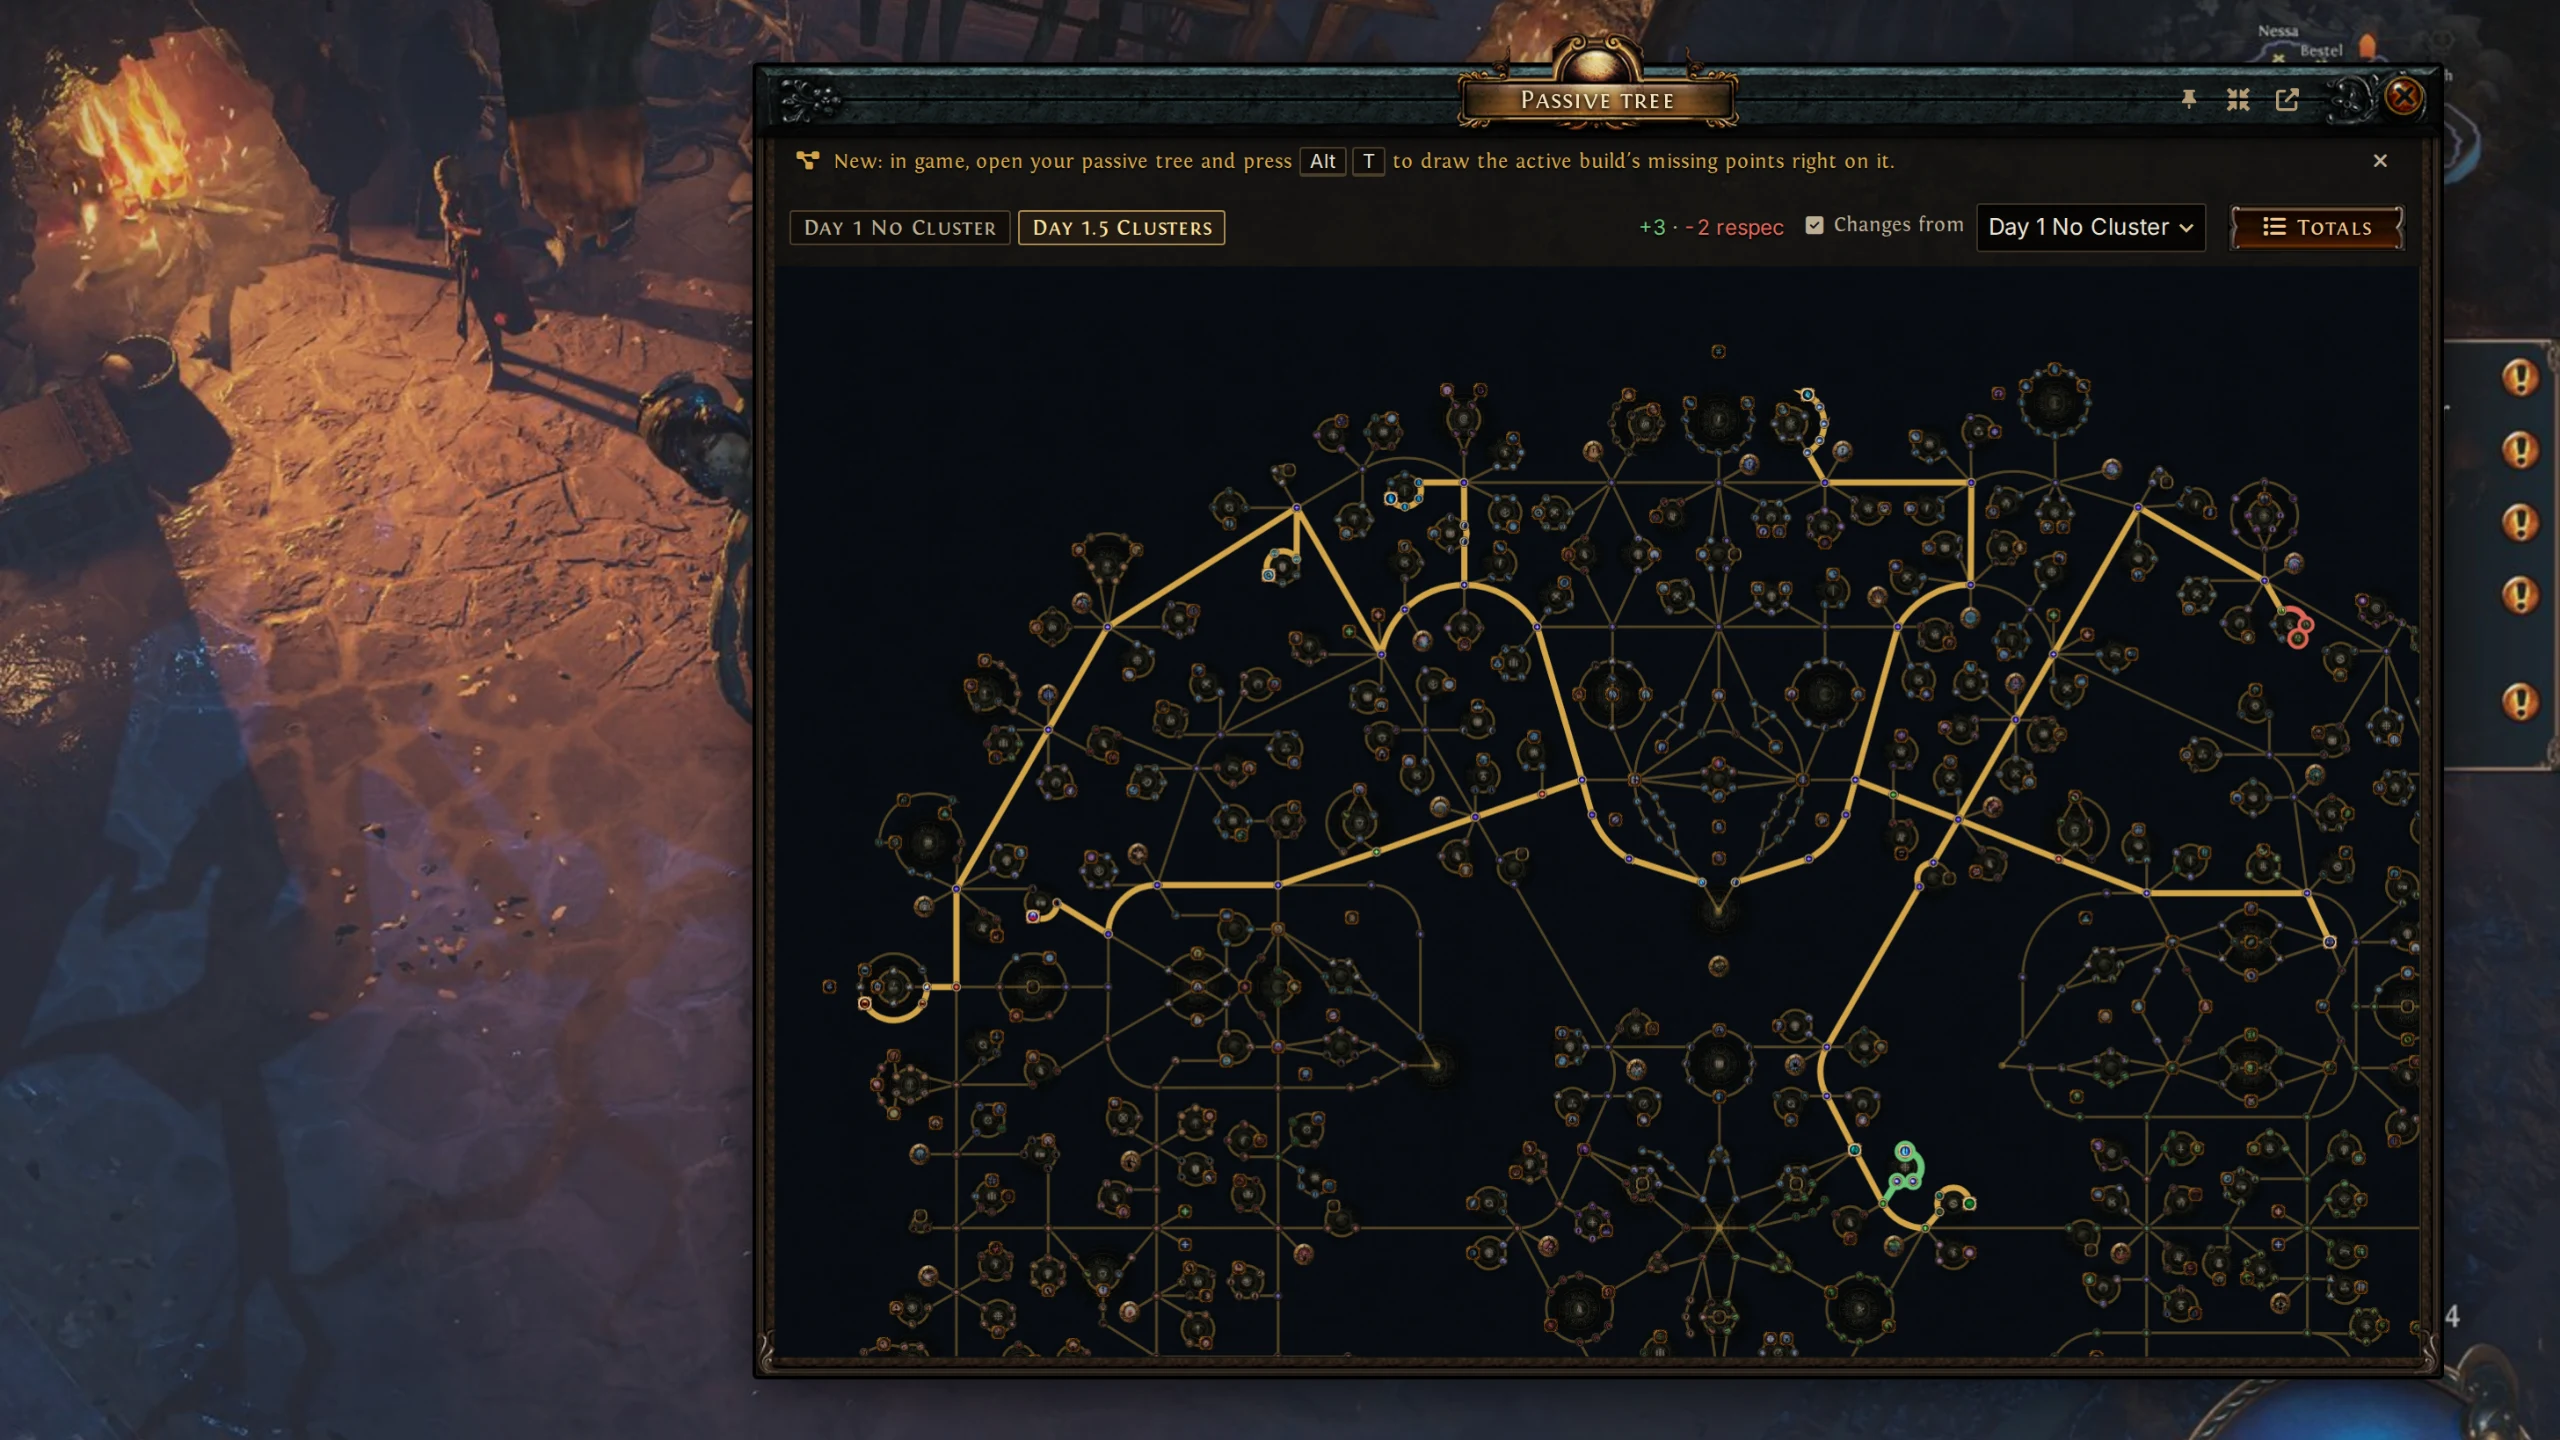 Nessa
Bestel
PASSIVE TREE
New: in game, open your passive tree and press Alt T to draw the active build's missing points right on it.
DAY 1 NO CLUSTER
DAY 1.5 CLUSTERS
+3 · -2 respec
Changes from
Day 1 No Cluster
TOTALS
4